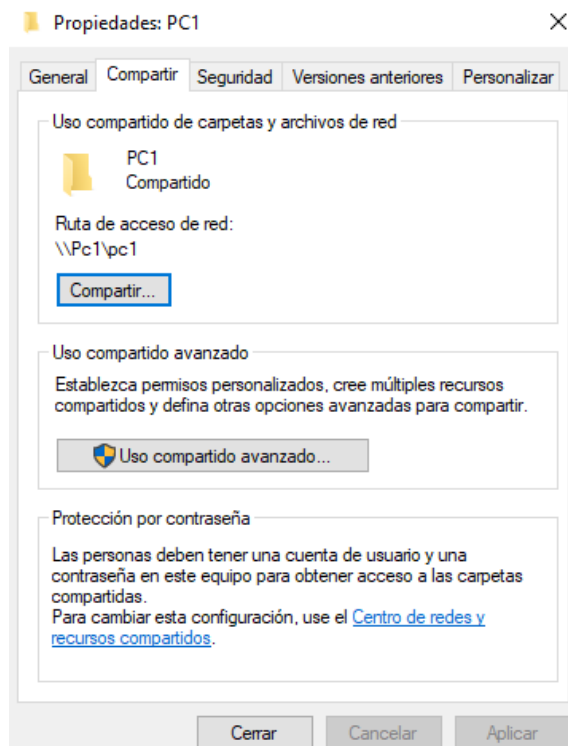 Propiedades: PC1
General Compartir Seguridad Versiones anteriores Personalizar
Uso compartido de carpetas y archivos de red
PC1
Compartido
Ruta de acceso de red:
\\Pc1\pc1
Compartir...
Uso compartido avanzado
Establezca permisos personalizados, cree múltiples recursos
compartidos y defina otras opciones avanzadas para compartir.
Uso compartido avanzado...
Protección por contraseña
Las personas deben tener una cuenta de usuario y una
contraseña en este equipo para obtener acceso a las carpetas
compartidas.
Para cambiar esta configuración, use el Centro de redes y
recursos compartidos.
Cerrar Cancelar Aplicar